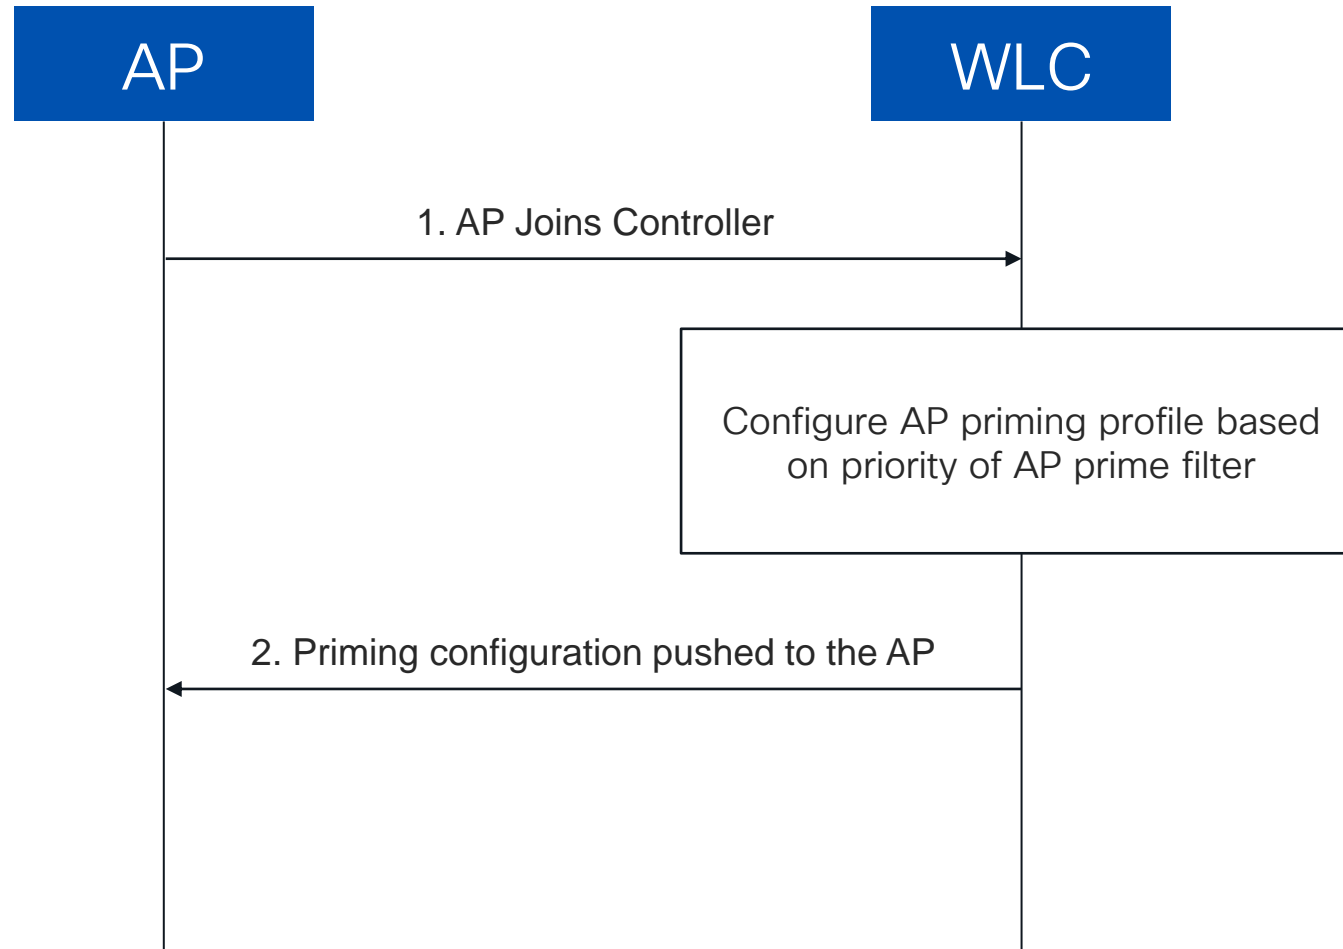 AP
WLC
1. AP Joins Controller
Configure AP priming profile based
on priority of AP prime filter
2. Priming configuration pushed to the AP